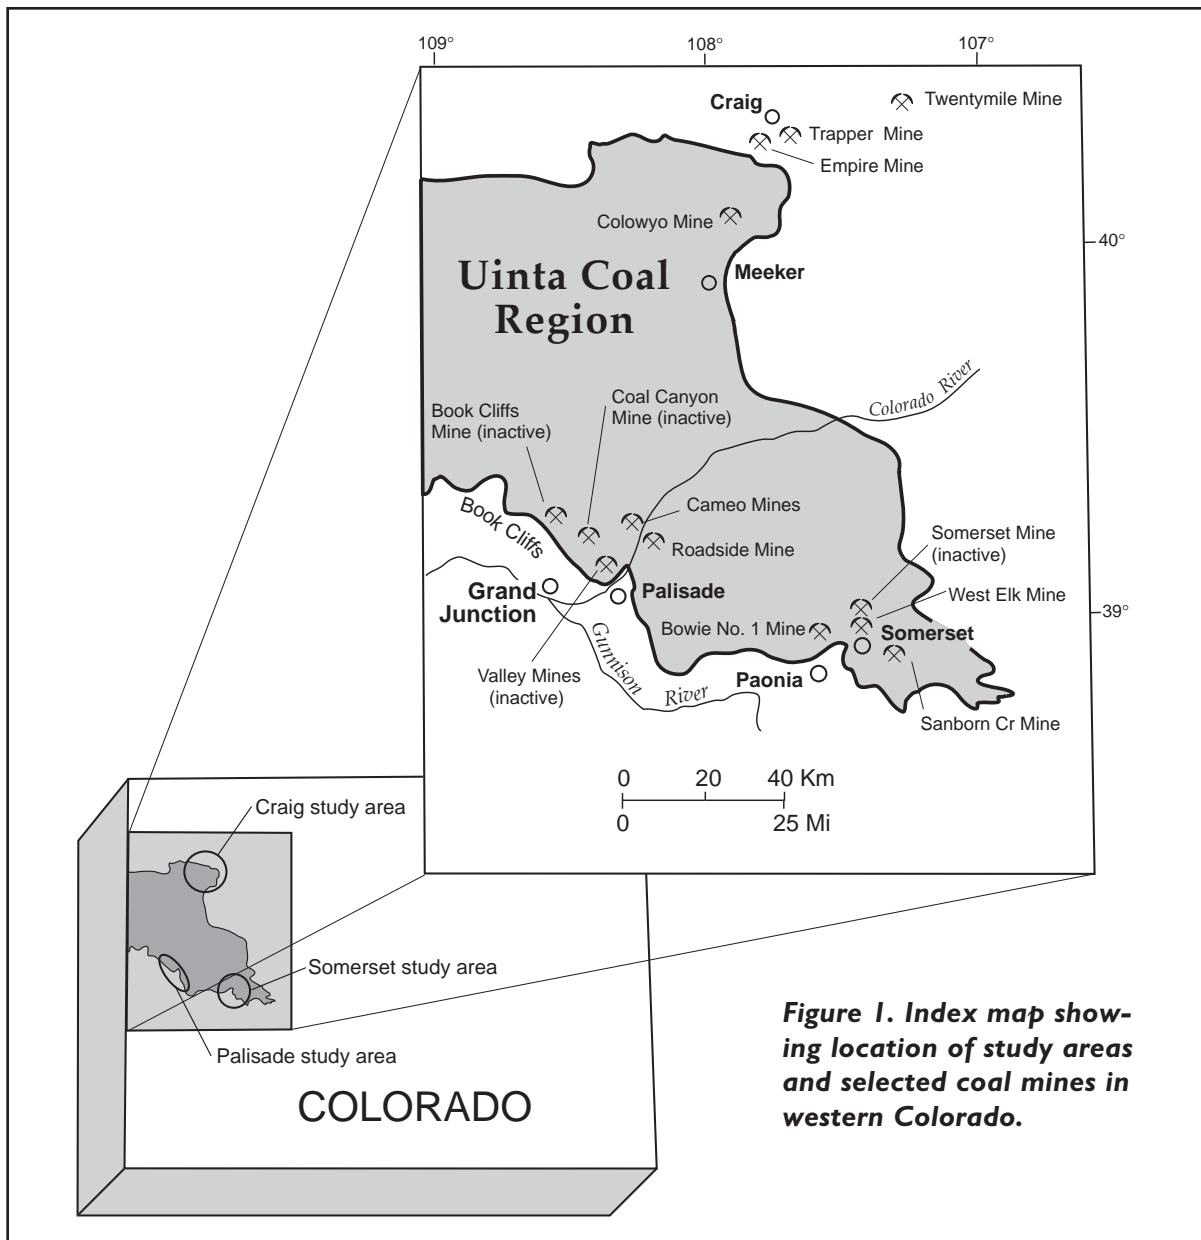 109°
108°
107°
Craig
Twentymile Mine
Trapper Mine
Empire Mine
Colowyo Mine
40°
Uinta Coal
Region
Meeker
Colorado River
Book Cliffs
Mine (inactive)
Coal Canyon
Mine (inactive)
Book Cliffs
Cameo Mines
Roadside Mine
Somerset Mine
(inactive)
West Elk Mine
39°
Grand
Junction
Palisade
Bowie No. 1 Mine
Somerset
Gunnison
River
Valley Mines
(inactive)
Paonia
Sanborn Cr Mine
0 20 40 Km
0 25 Mi
Craig study area
Somerset study area
Palisade study area
COLORADO
Figure 1. Index map show-
ing location of study areas
and selected coal mines in
western Colorado.